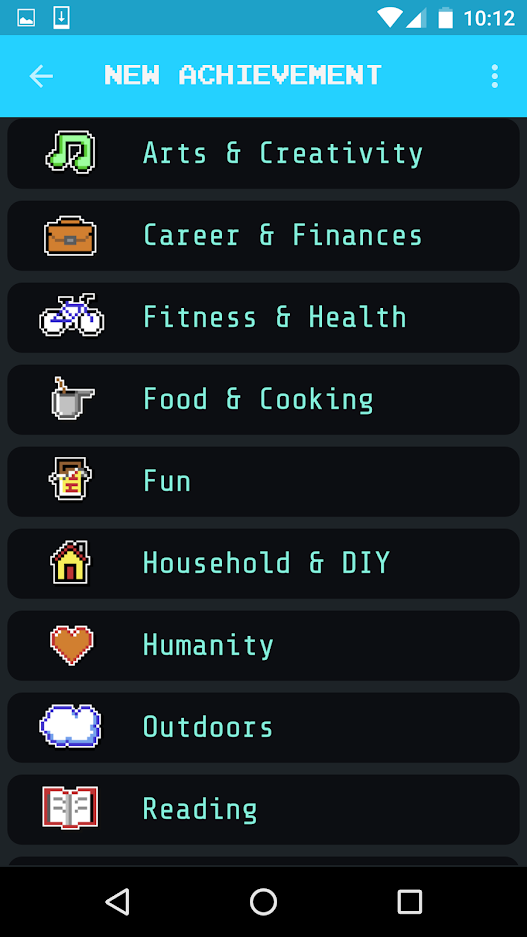 10:12
NEW ACHIEVEMENT
Arts & Creativity
Career & Finances
Fitness & Health
Food & Cooking
Fun
Household & DIY
Humanity
Outdoors
Reading